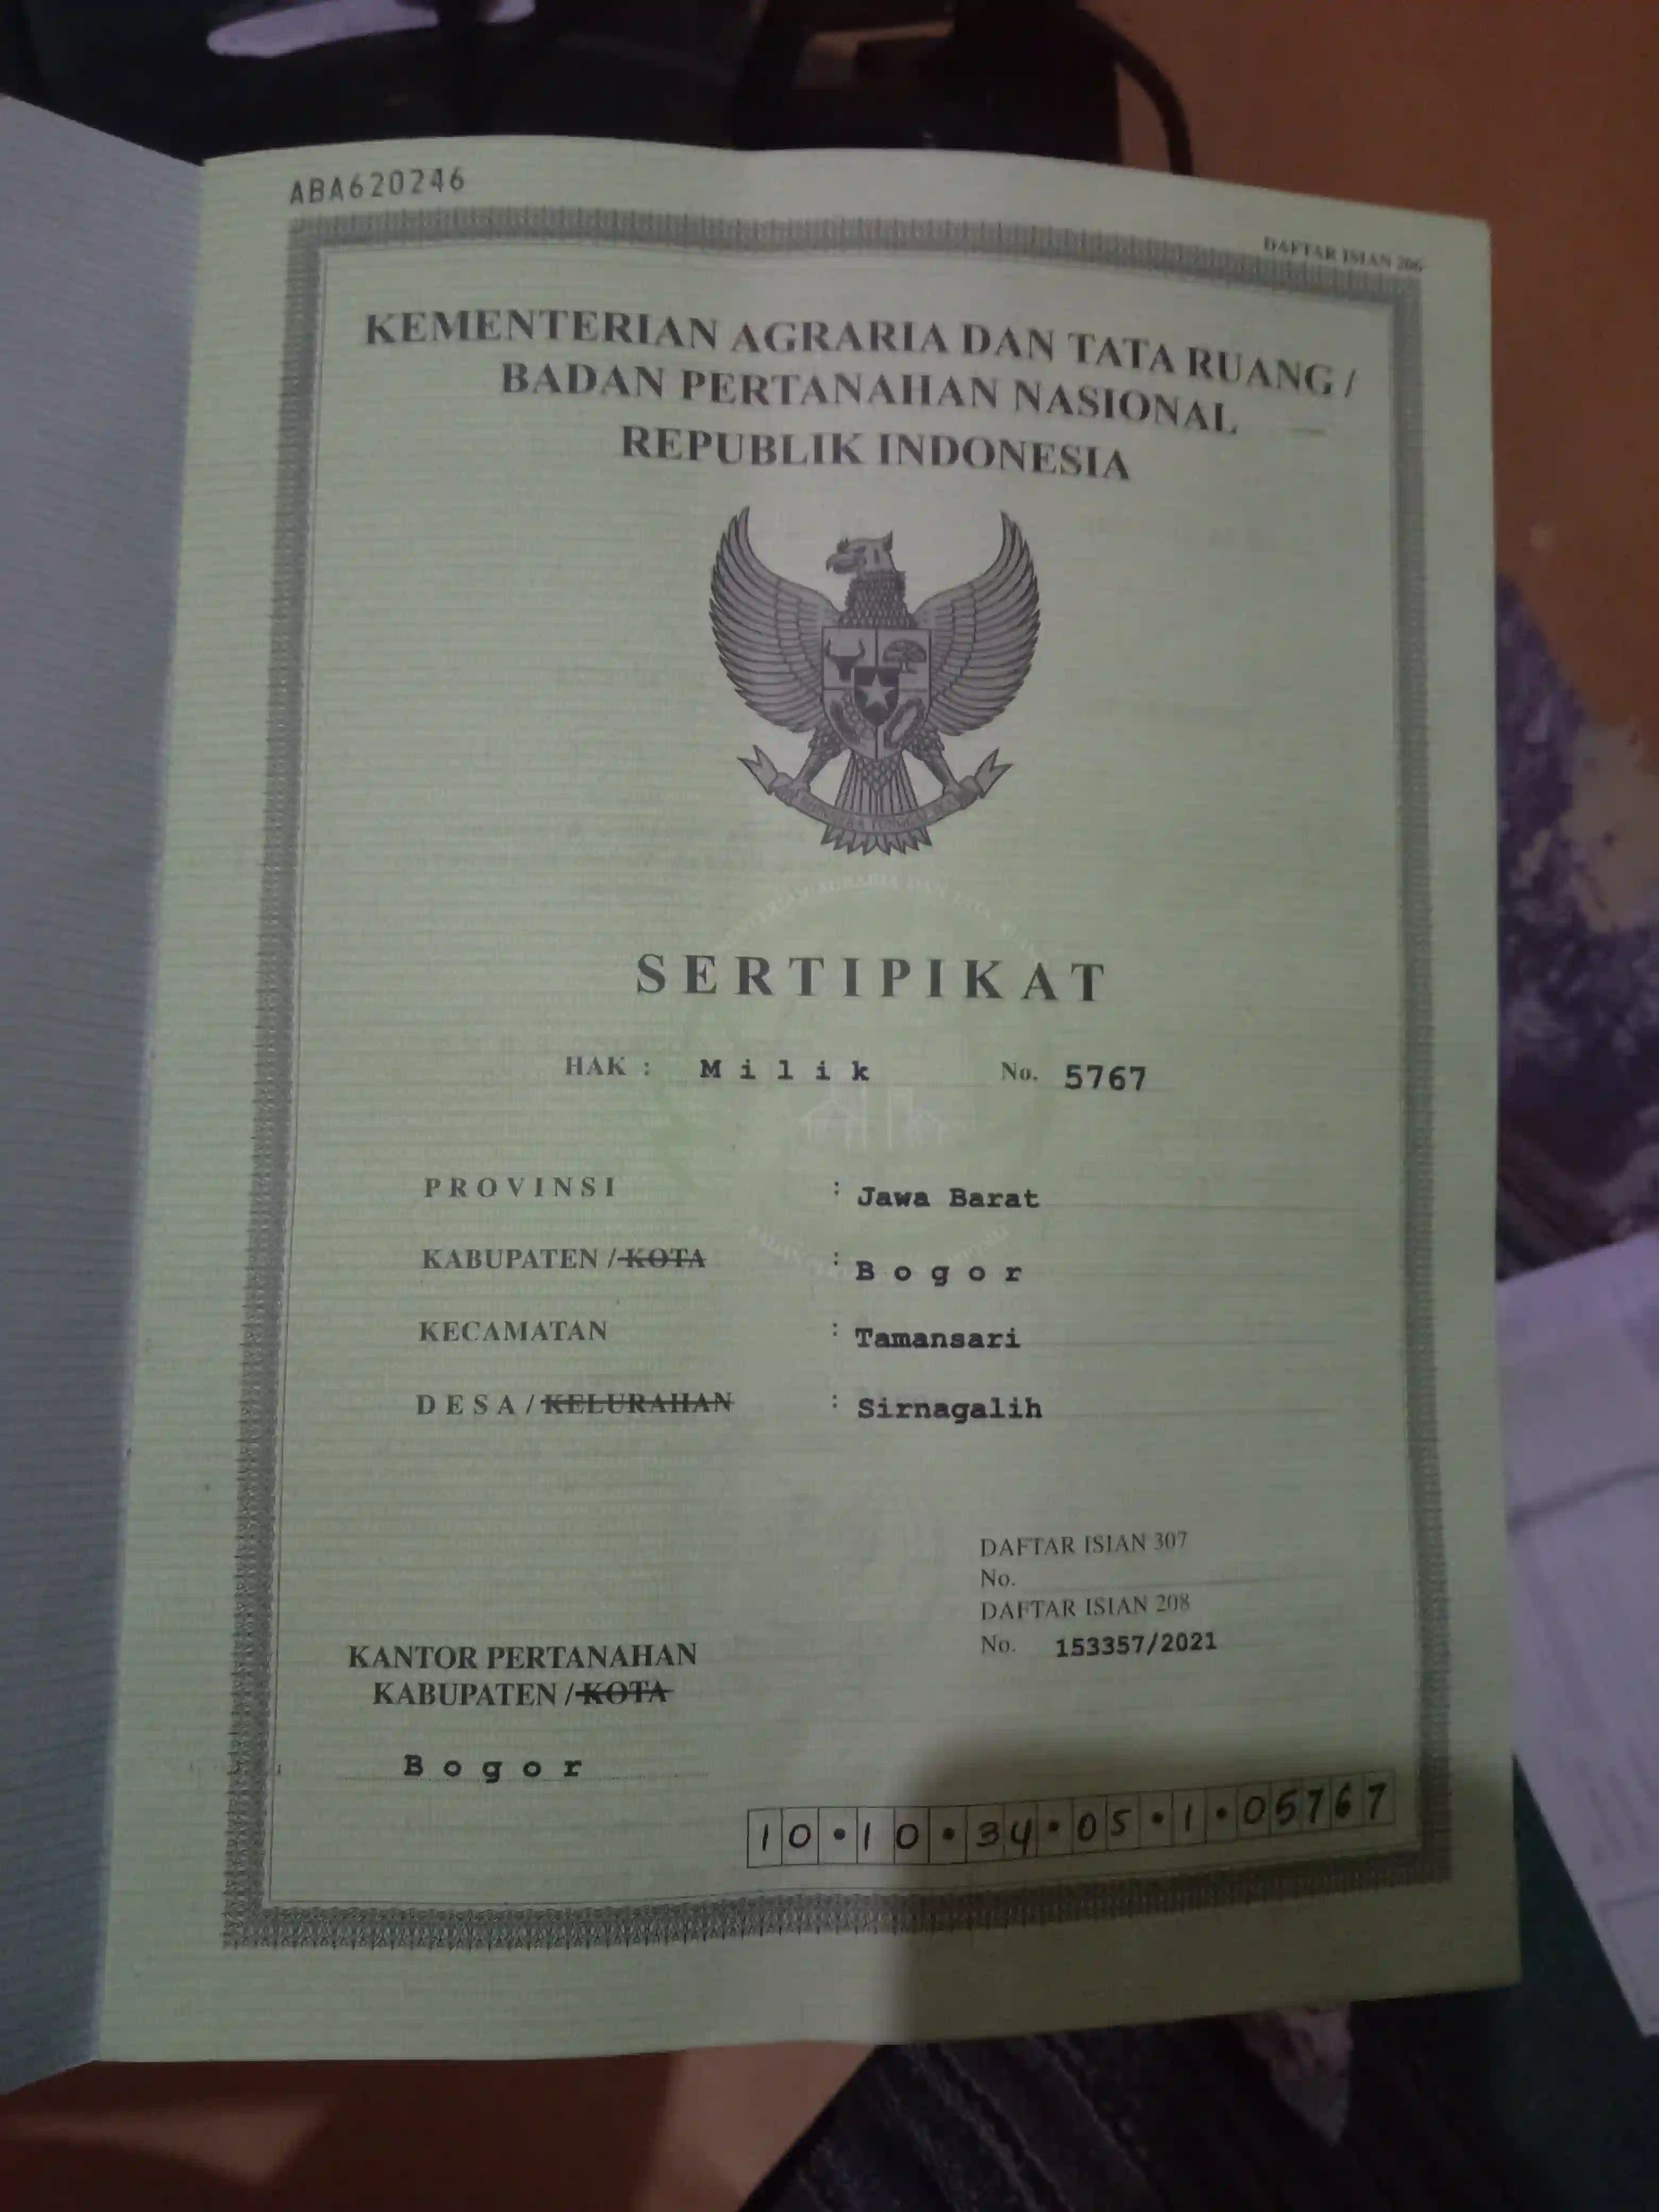 ABA620246
DAFTAR ISIAN 206
KEMENTERIAN AGRARIA DAN TATA RUANG /
BADAN PERTANAHAN NASIONAL
REPUBLIK INDONESIA
SERTIPIKAT
HAK : Milik No. 5767
PROVINSI : Jawa Barat
KABUPATEN / KOTA : Bogor
KECAMATAN : Tamansari
DESA / KELURAHAN : Sirnagalih
DAFTAR ISIAN 307
No.
DAFTAR ISIAN 208
No. 153357/2021
KANTOR PERTANAHAN
KABUPATEN / KOTA
Bogor
10.10.34.05.1.05767